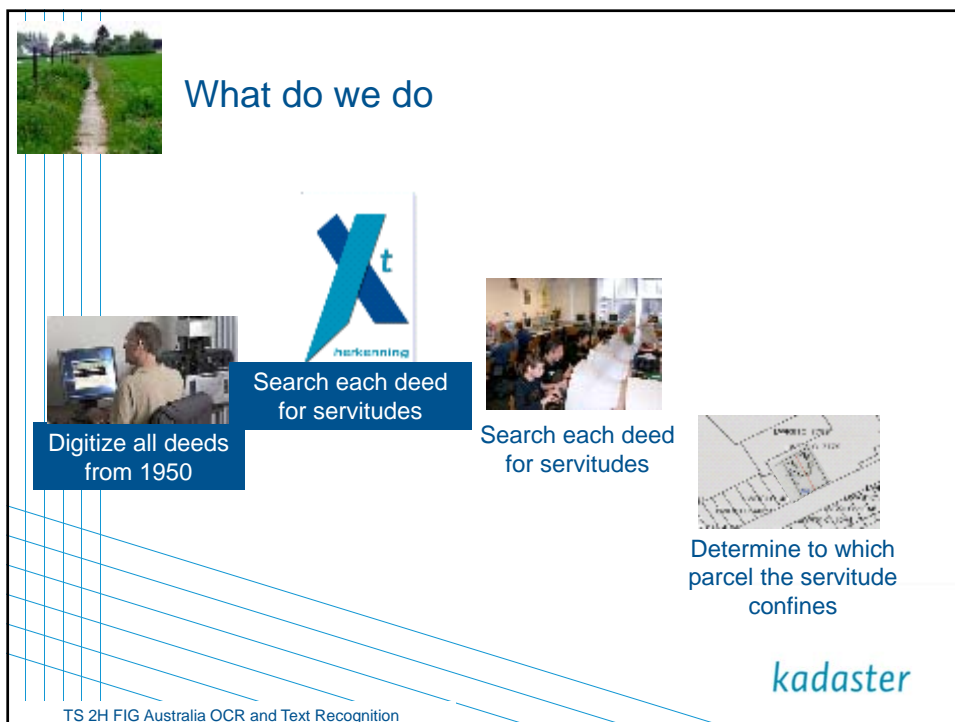 What do we do
t
herkenning
Search each deed
for servitudes
Digitize all deeds
from 1950
Search each deed
for servitudes
Determine to which
parcel the servitude
confines
kadaster
TS 2H FIG Australia OCR and Text Recognition